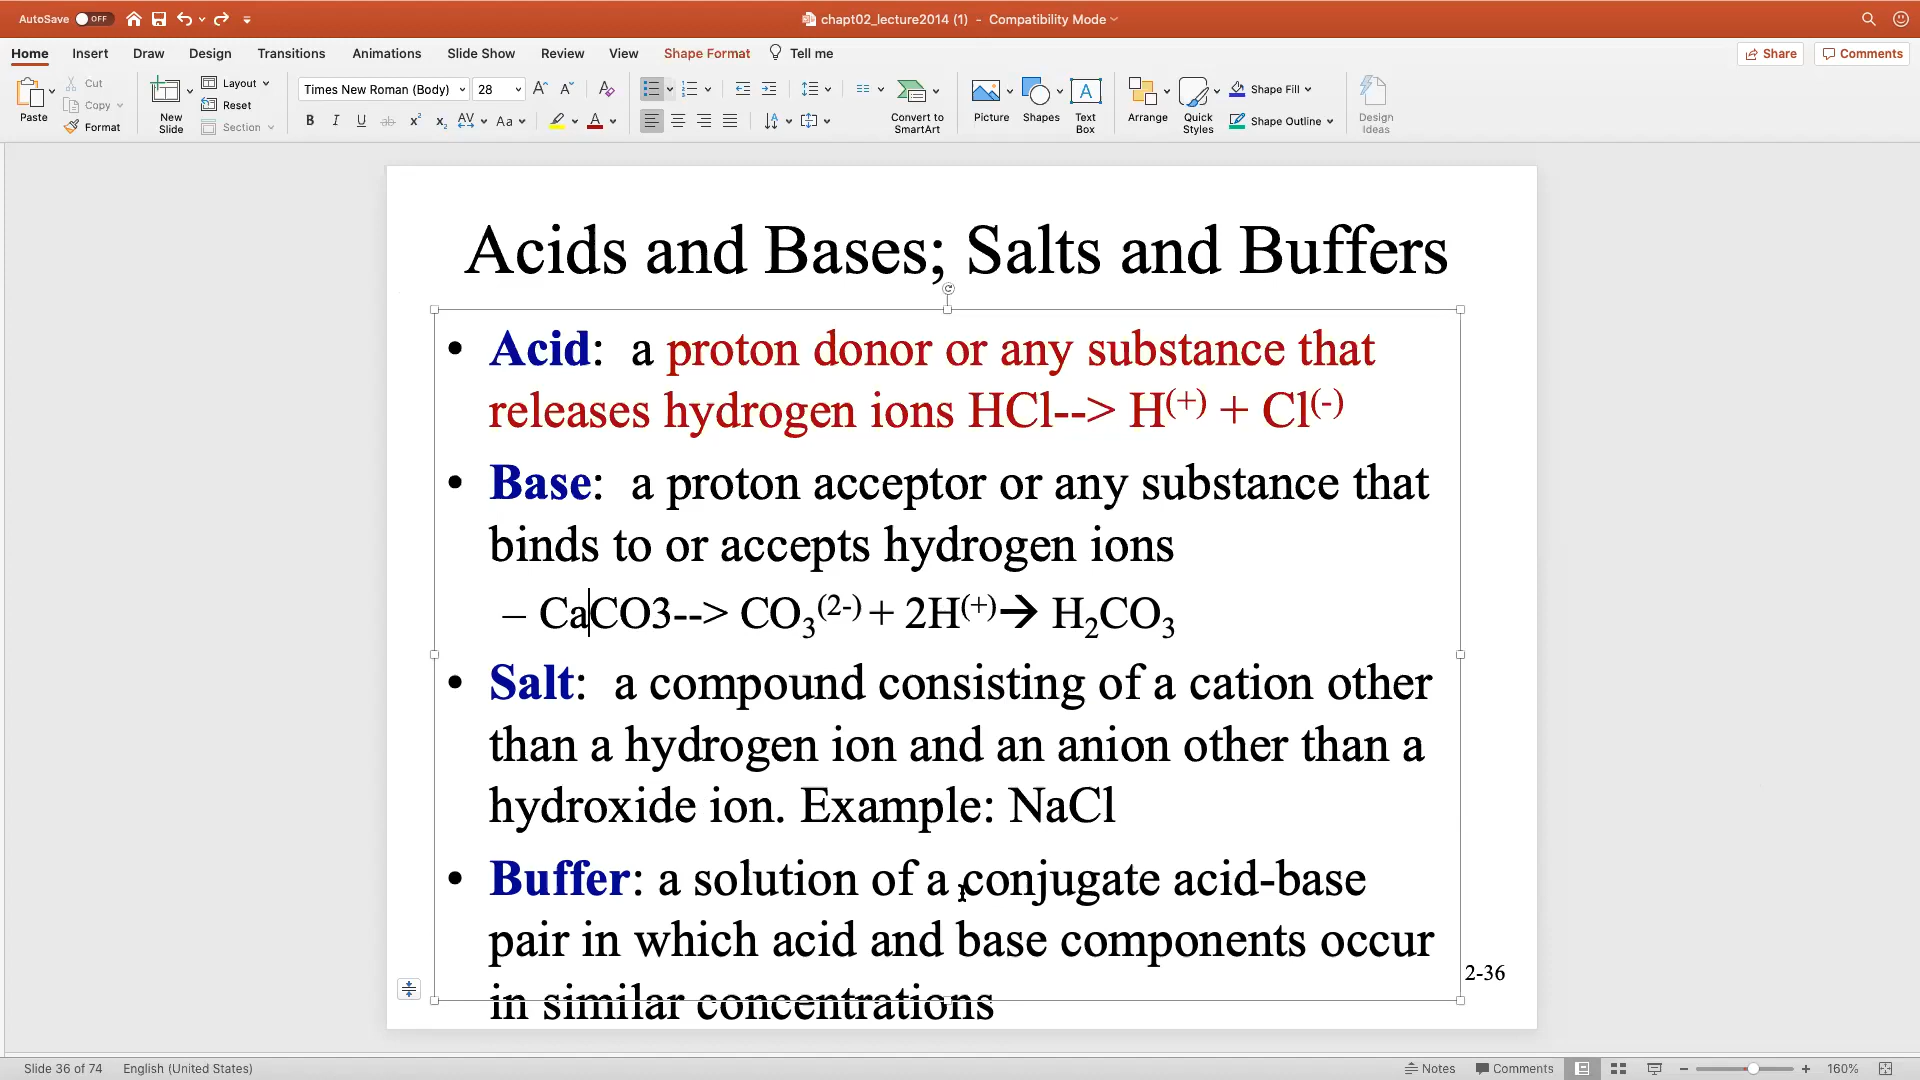 AutoSave OFF
chapt02_lecture2014 (1) - Compatibility Mode
Home Insert Draw Design Transitions Animations Slide Show Review View Shape Format Tell me
Share Comments
Paste
Cut
Copy
Format
New Slide
Layout
Reset
Section
Times New Roman (Body) 28
Convert to SmartArt
Picture
Shapes
Text Box
Arrange
Quick Styles
Shape Fill
Shape Outline
Design Ideas
Acids and Bases; Salts and Buffers
• Acid: a proton donor or any substance that
releases hydrogen ions HCl--> H(+) + Cl(-)
• Base: a proton acceptor or any substance that
binds to or accepts hydrogen ions
– CaCO3--> CO3(2-) + 2H(+)➔ H2CO3
• Salt: a compound consisting of a cation other
than a hydrogen ion and an anion other than a
hydroxide ion. Example: NaCl
• Buffer: a solution of a conjugate acid-base
pair in which acid and base components occur
in similar concentrations
2-36
Slide 36 of 74 English (United States)
Notes Comments 160%